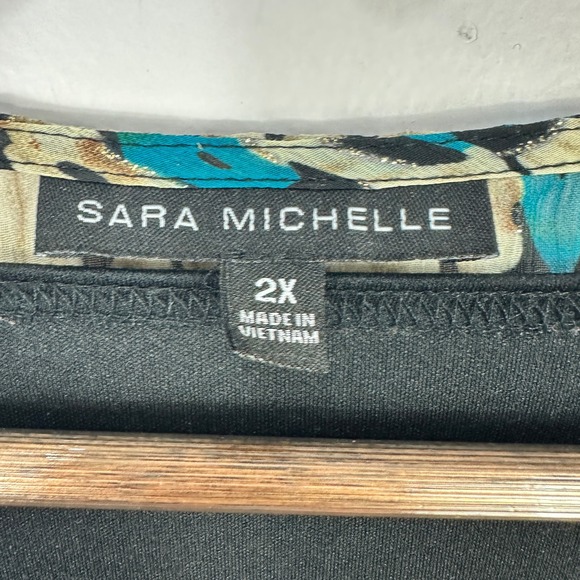 SARA MICHELLE
2X
MADE IN
VIETNAM